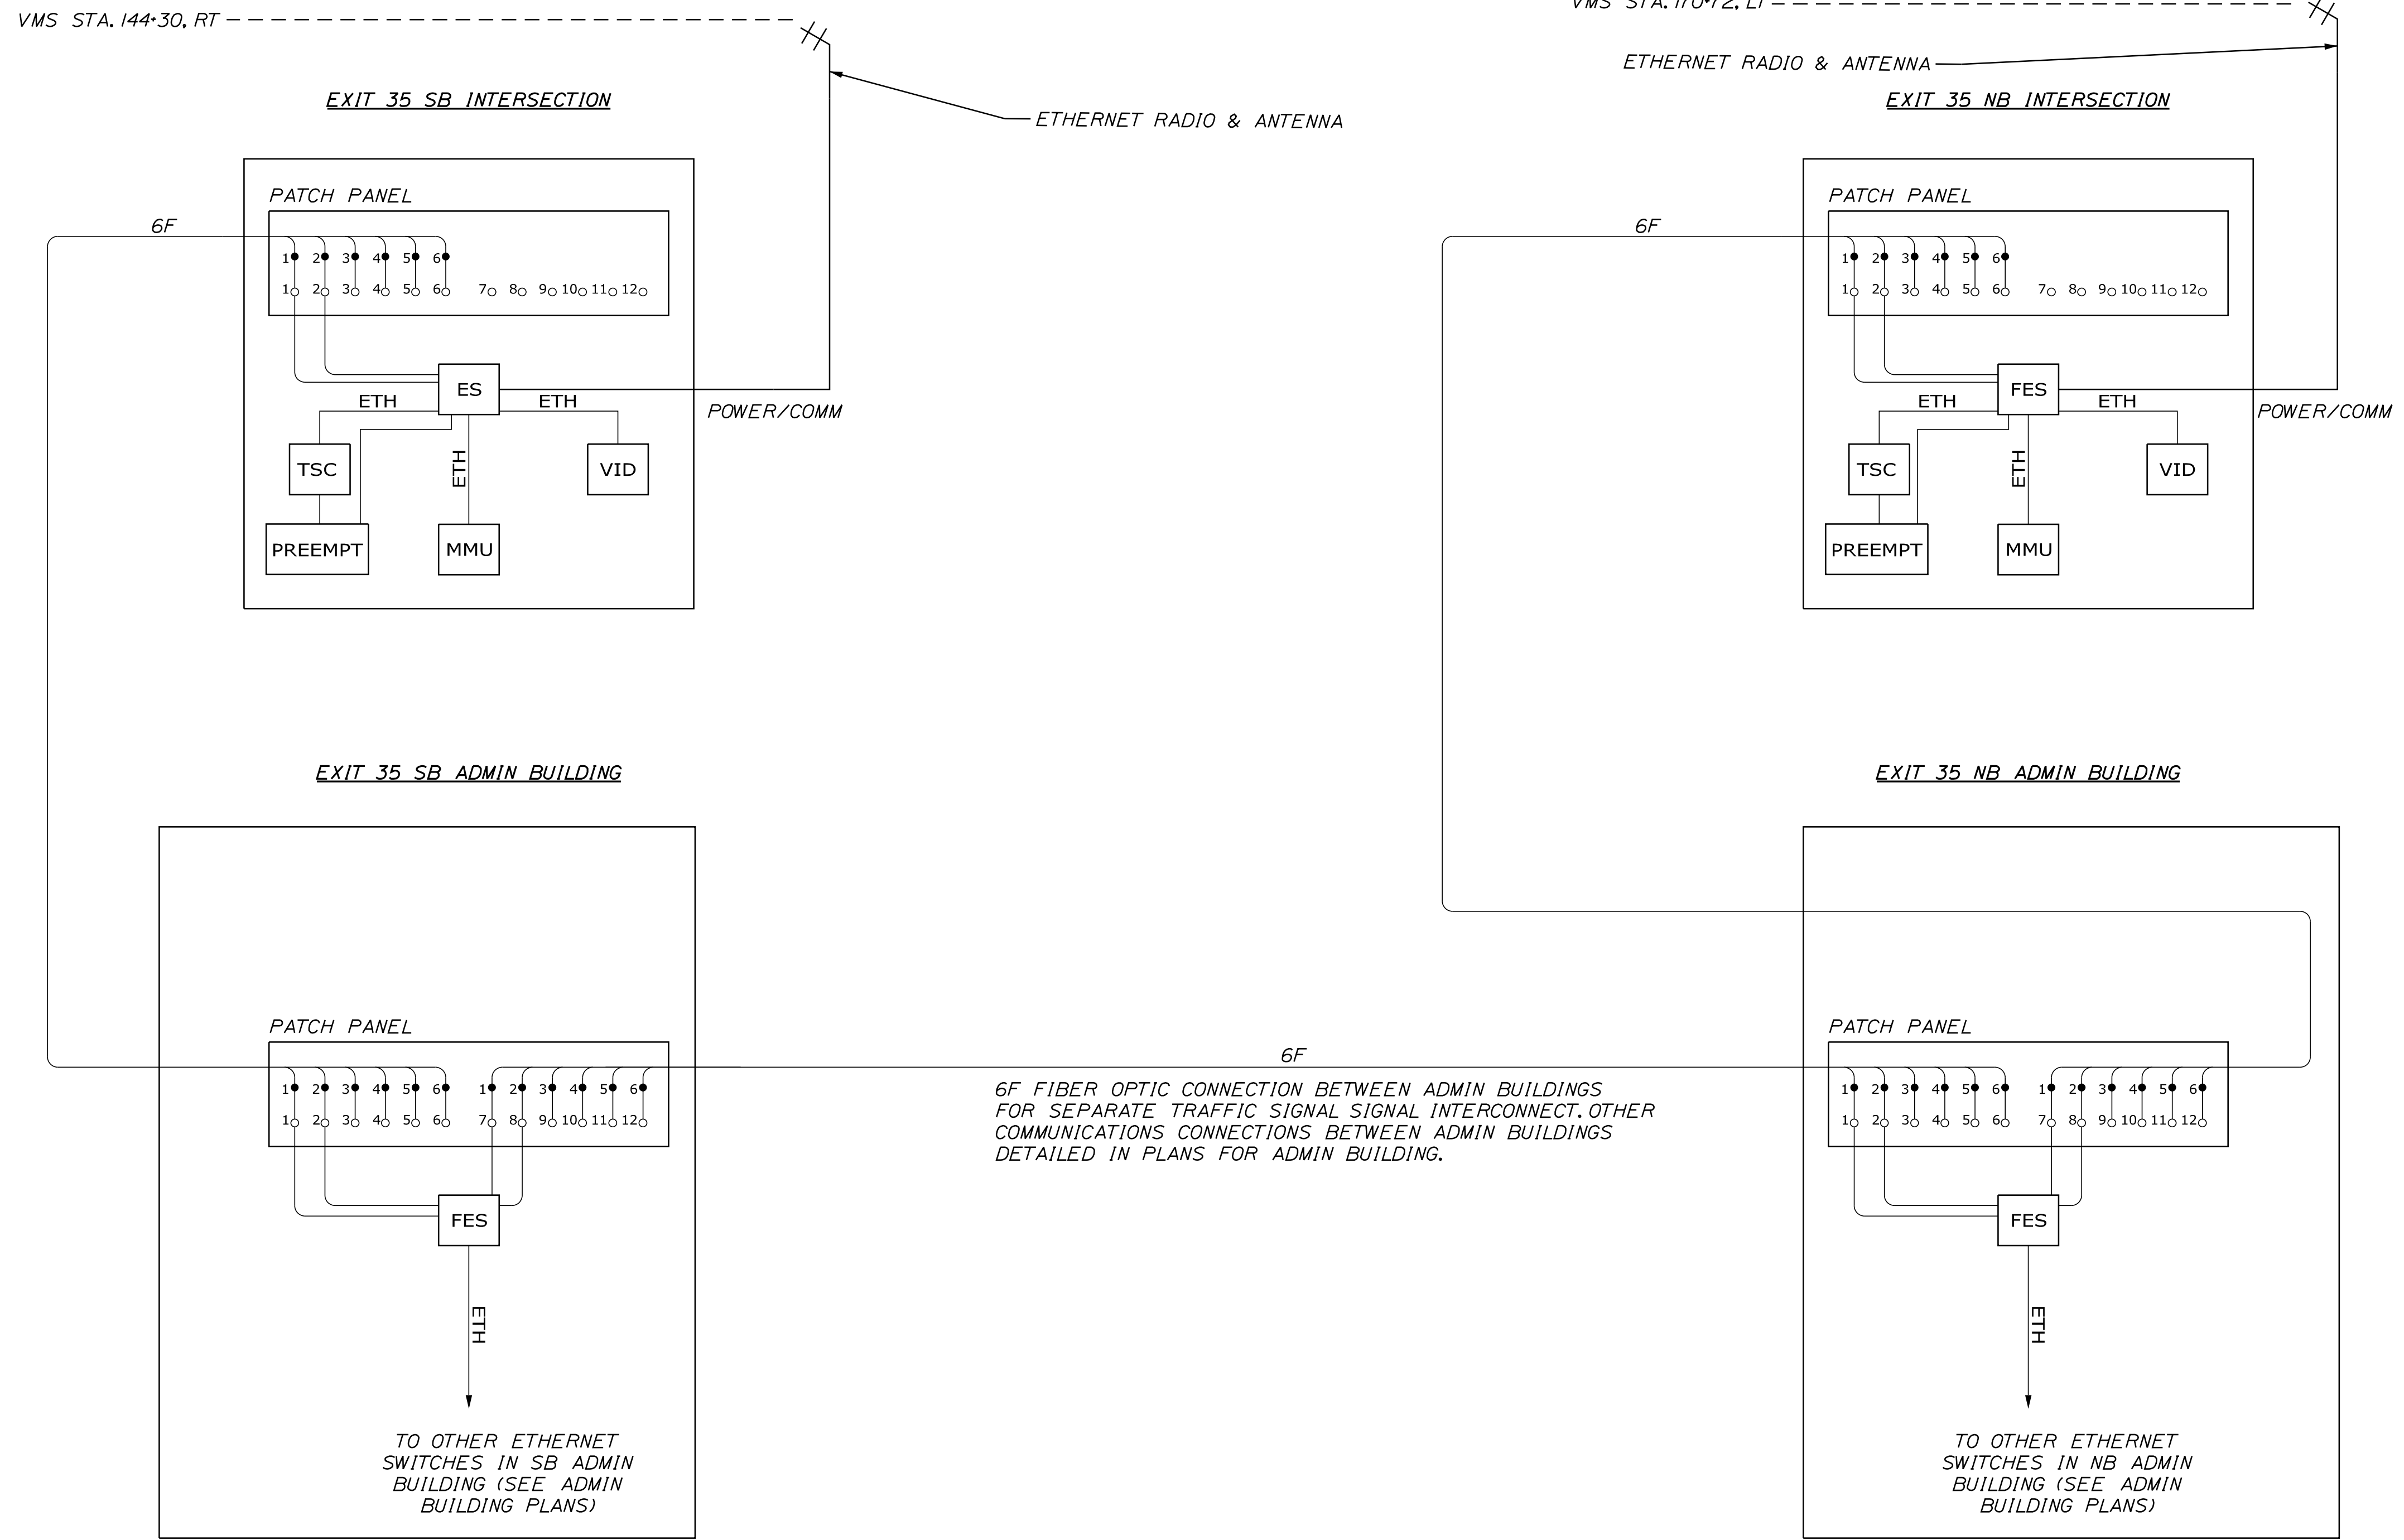 VMS STA. 144+30, RT
VMS STA. 170+72, LT
ETHERNET RADIO & ANTENNA
ETHERNET RADIO & ANTENNA
EXIT 35 SB INTERSECTION
PATCH PANEL
6F
1 2 3 4 5 6
1 2 3 4 5 6 7 8 9 10 11 12
ES
ETH
ETH
POWER/COMM
TSC
ETH
VID
PREEMPT
MMU
EXIT 35 NB INTERSECTION
PATCH PANEL
6F
1 2 3 4 5 6
1 2 3 4 5 6 7 8 9 10 11 12
FES
ETH
ETH
POWER/COMM
TSC
ETH
VID
PREEMPT
MMU
EXIT 35 SB ADMIN BUILDING
PATCH PANEL
1 2 3 4 5 6 1 2 3 4 5 6
1 2 3 4 5 6 7 8 9 10 11 12
FES
ETH
TO OTHER ETHERNET
SWITCHES IN SB ADMIN
BUILDING (SEE ADMIN
BUILDING PLANS)
6F
6F FIBER OPTIC CONNECTION BETWEEN ADMIN BUILDINGS
FOR SEPARATE TRAFFIC SIGNAL SIGNAL INTERCONNECT. OTHER
COMMUNICATIONS CONNECTIONS BETWEEN ADMIN BUILDINGS
DETAILED IN PLANS FOR ADMIN BUILDING.
EXIT 35 NB ADMIN BUILDING
PATCH PANEL
1 2 3 4 5 6 1 2 3 4 5 6
1 2 3 4 5 6 7 8 9 10 11 12
FES
ETH
TO OTHER ETHERNET
SWITCHES IN NB ADMIN
BUILDING (SEE ADMIN
BUILDING PLANS)